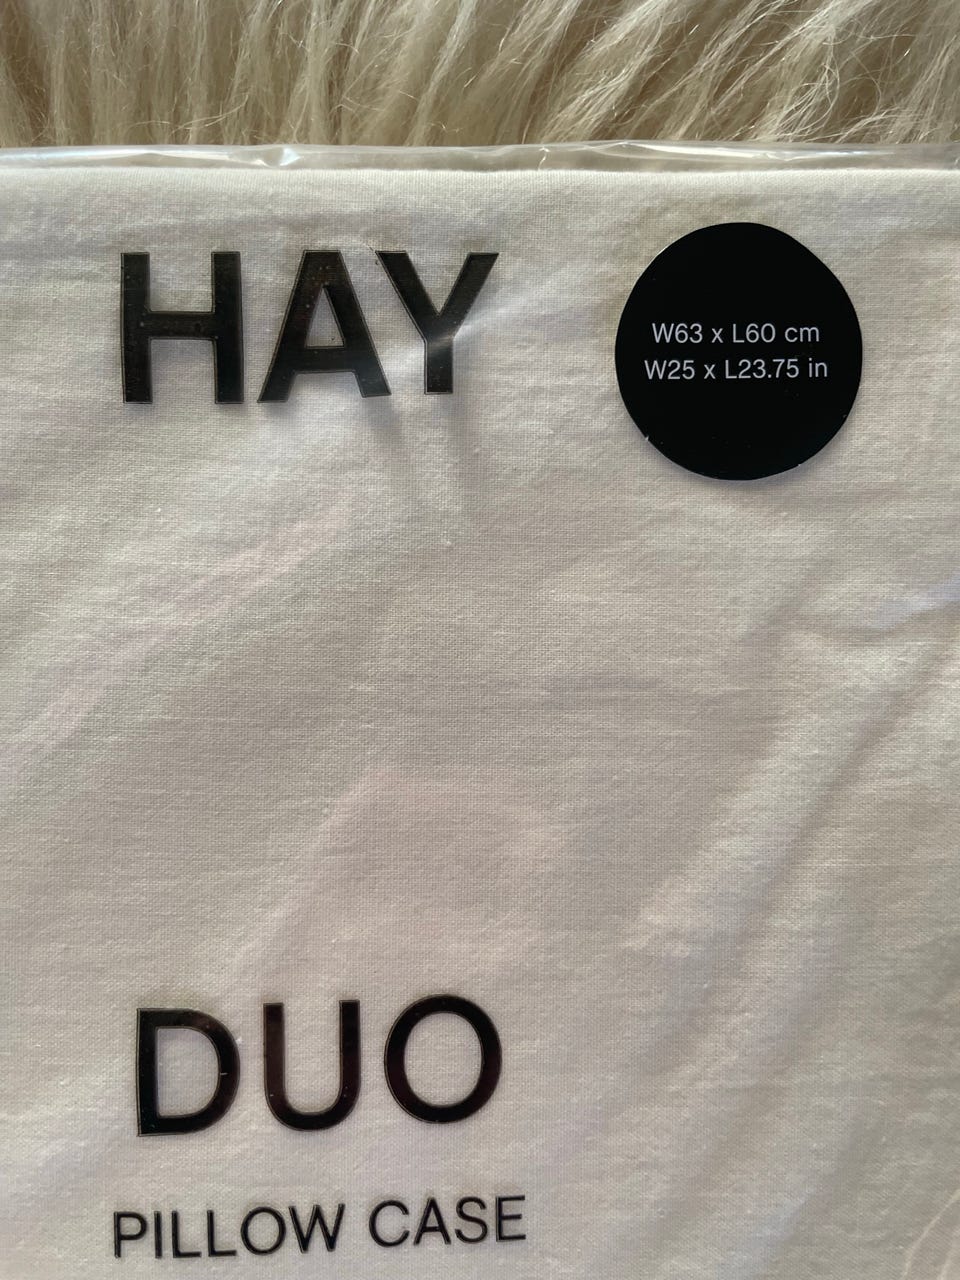 HAY
W63 x L60 cm
W25 x L23.75 in
DUO
PILLOW CASE